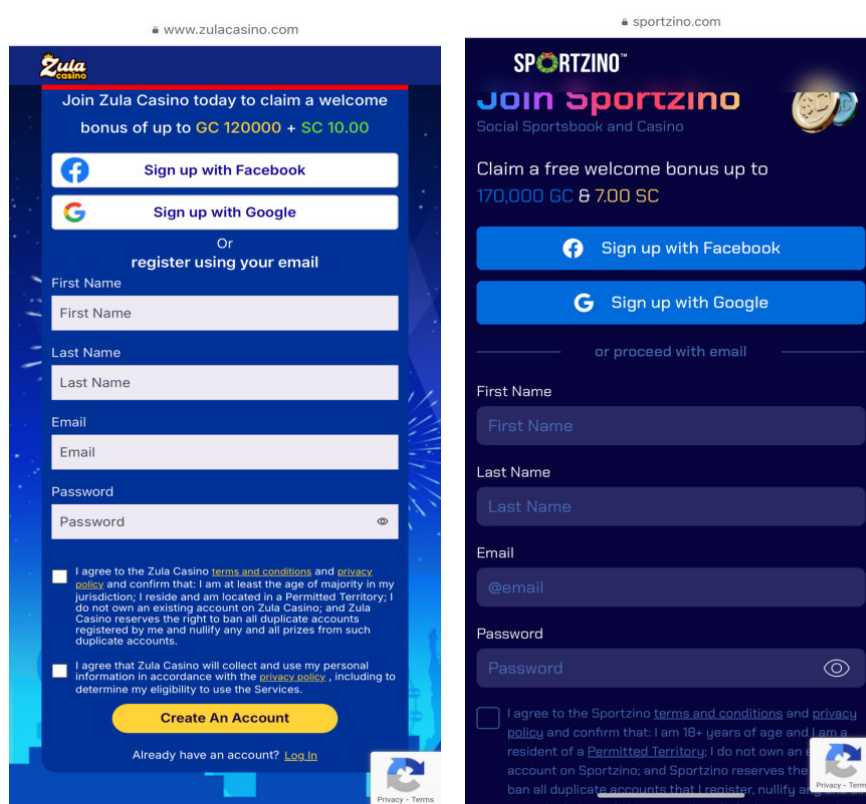 www.zulacasino.com
Zula
casino
Join Zula Casino today to claim a welcome
bonus of up to GC 120000 + SC 10.00
Sign up with Facebook
Sign up with Google
Or
register using your email
First Name
First Name
Last Name
Last Name
Email
Email
Password
Password
I agree to the Zula Casino terms and conditions and privacy
policy and confirm that: I am at least the age of majority in my
jurisdiction; I reside and am located in a Permitted Territory; I
do not own an existing account on Zula Casino; and Zula
Casino reserves the right to ban all duplicate accounts
registered by me and nullify any and all prizes from such
duplicate accounts.
I agree that Zula Casino will collect and use my personal
information in accordance with the privacy policy , including to
determine my eligibility to use the Services.
Create An Account
Already have an account? Log In
Privacy - Terms
sportzino.com
SPORTZINO™
Join Sportzino
Social Sportsbook and Casino
Claim a free welcome bonus up to
170,000 GC & 7.00 SC
Sign up with Facebook
Sign up with Google
or proceed with email
First Name
First Name
Last Name
Last Name
Email
@email
Password
Password
I agree to the Sportzino terms and conditions and privacy
policy and confirm that: I am 18+ years of age and I am a
resident of a Permitted Territory; I do not own an
account on Sportzino; and Sportzino reserves the
ban all duplicate accounts that I register, nullify any
Privacy - Term